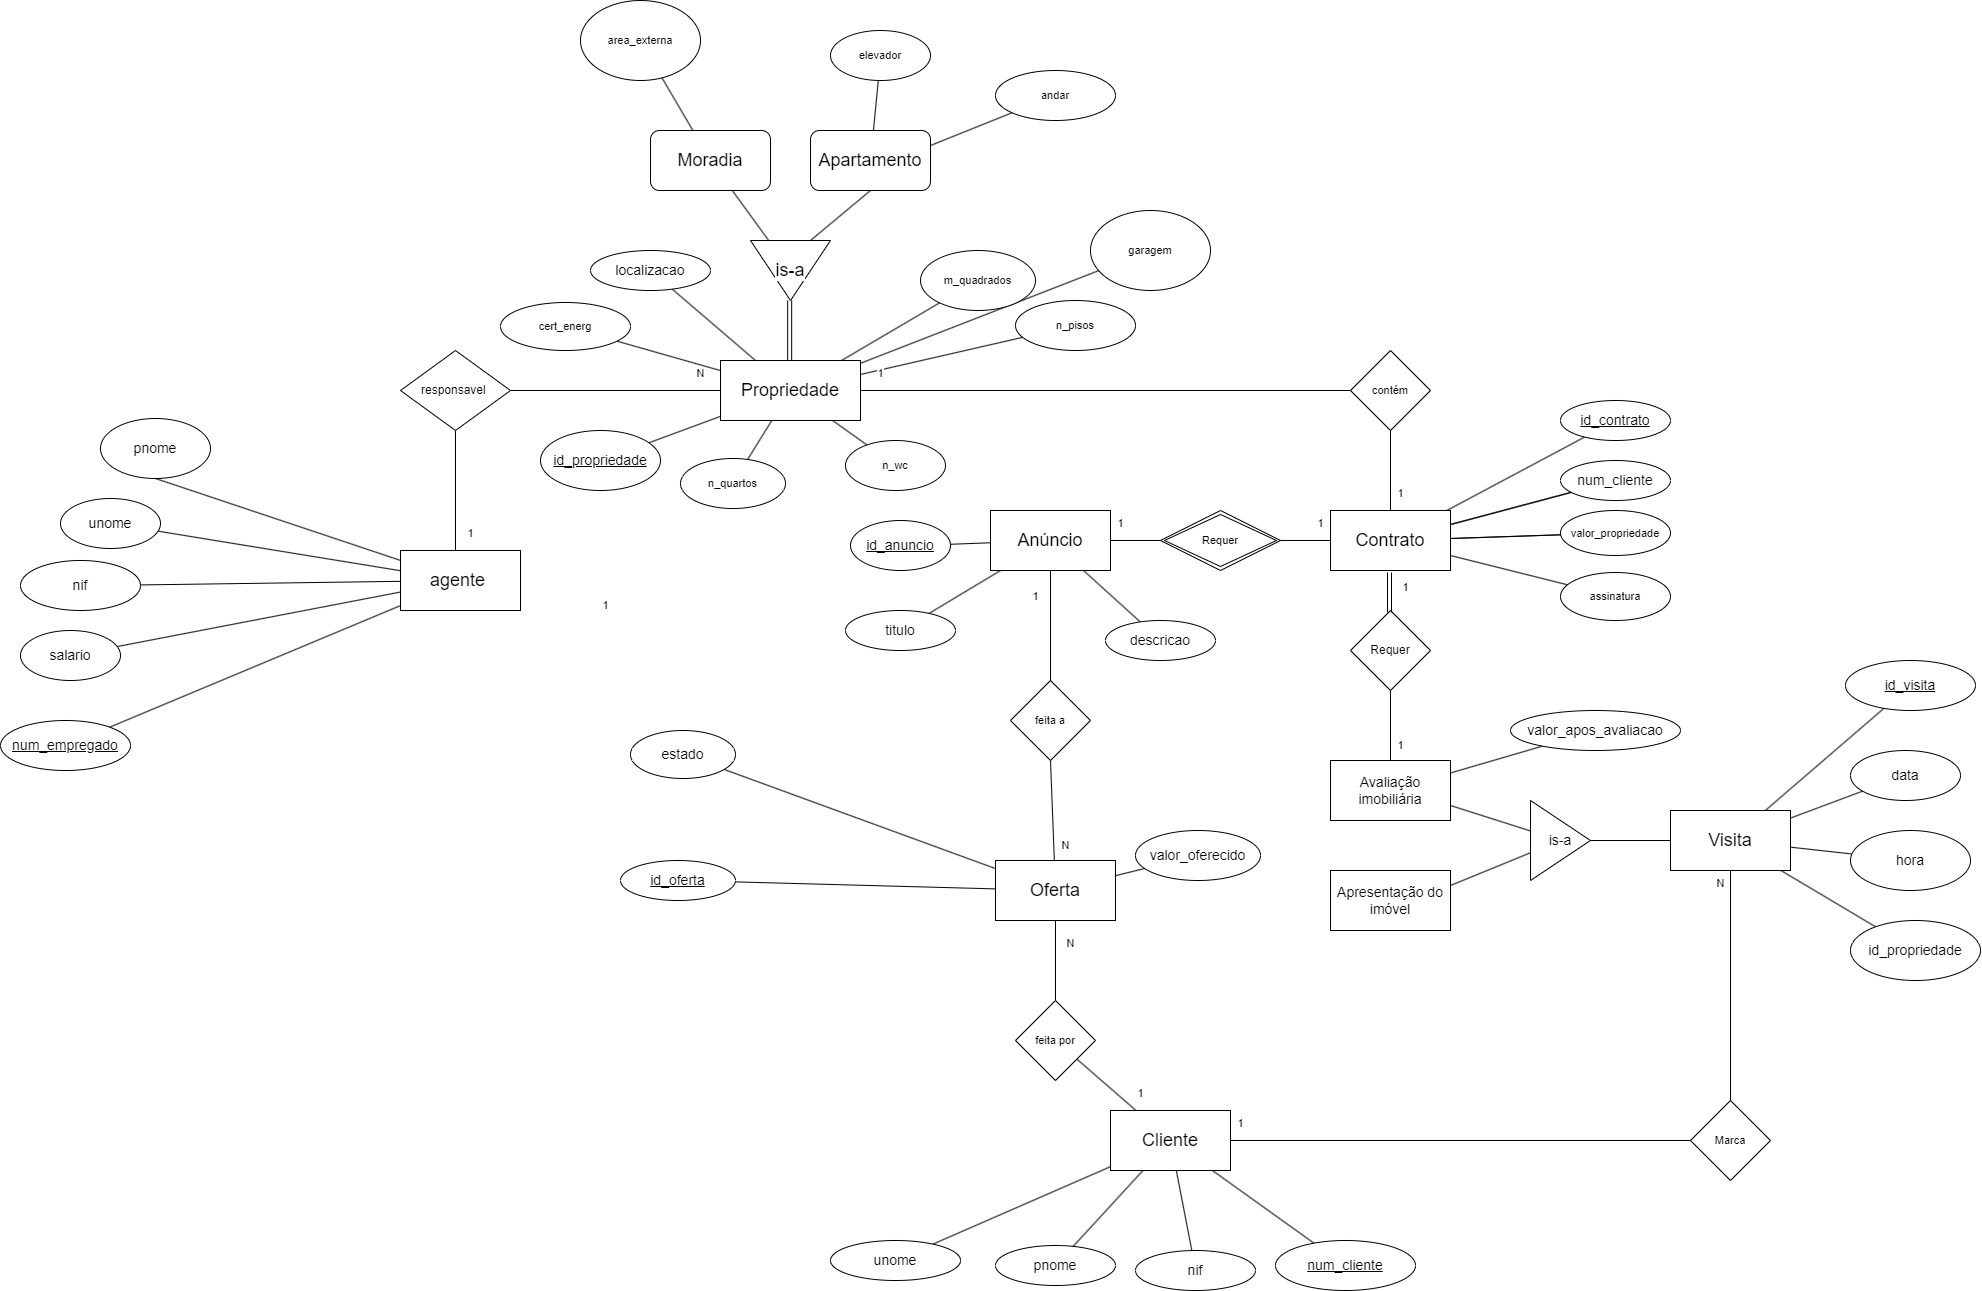 area_externa
elevador
andar
Moradia
Apartamento
garagem
is-a
localizacao
m_quadrados
cert_energ
n_pisos
N
1
responsavel
Propriedade
contém
id_contrato
pnome
id_propriedade
n_wc
n_quartos
num_cliente
1
unome
1
1
1
valor_propriedade
id_anuncio
Anúncio
Requer
Contrato
agente
nif
1
1
1
assinatura
titulo
descricao
Requer
salario
id_visita
feita a
valor_apos_avaliacao
num_empregado
estado
1
data
Avaliação
imobiliária
is-a
Visita
N
valor_oferecido
hora
id_oferta
Oferta
N
Apresentação do
imóvel
N
id_propriedade
feita por
1
1
Cliente
Marca
unome
pnome
nif
num_cliente